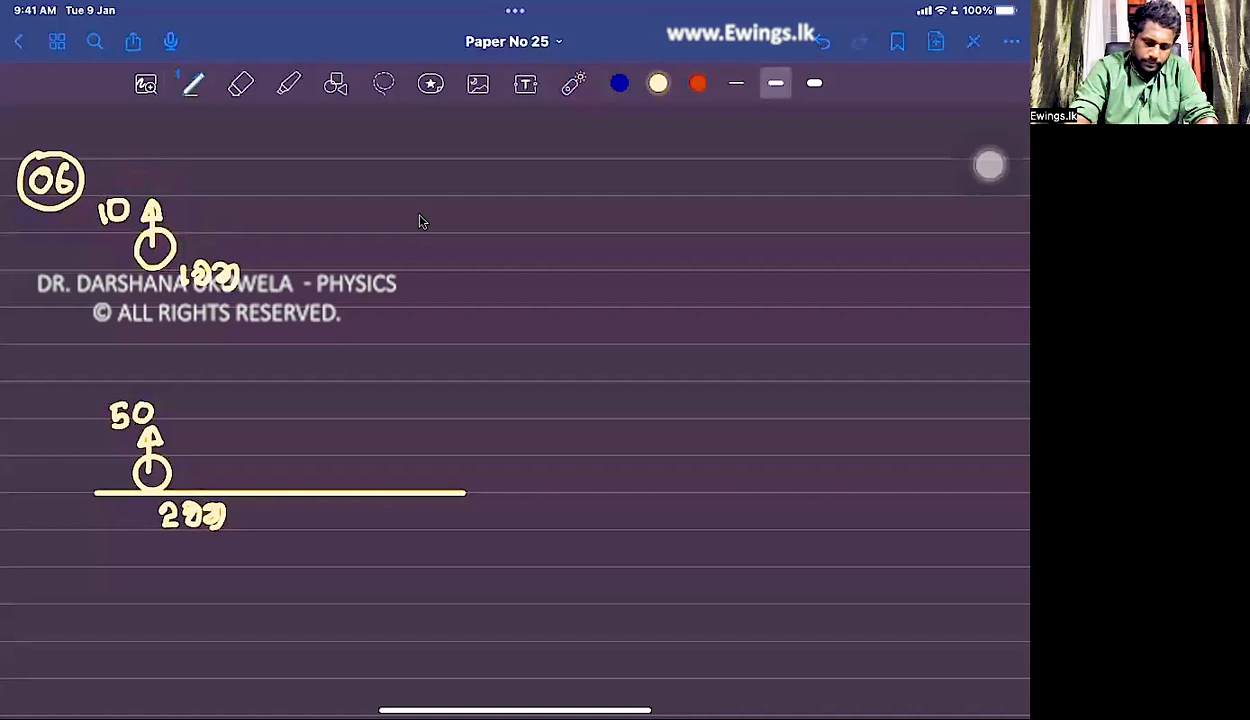 9:41 AM Tue 9 Jan
100%
www.Ewings.lk
Paper No 25
Ewings.lk
06
10
DR. DARSHANA UKUWELA - PHYSICS
© ALL RIGHTS RESERVED.
50